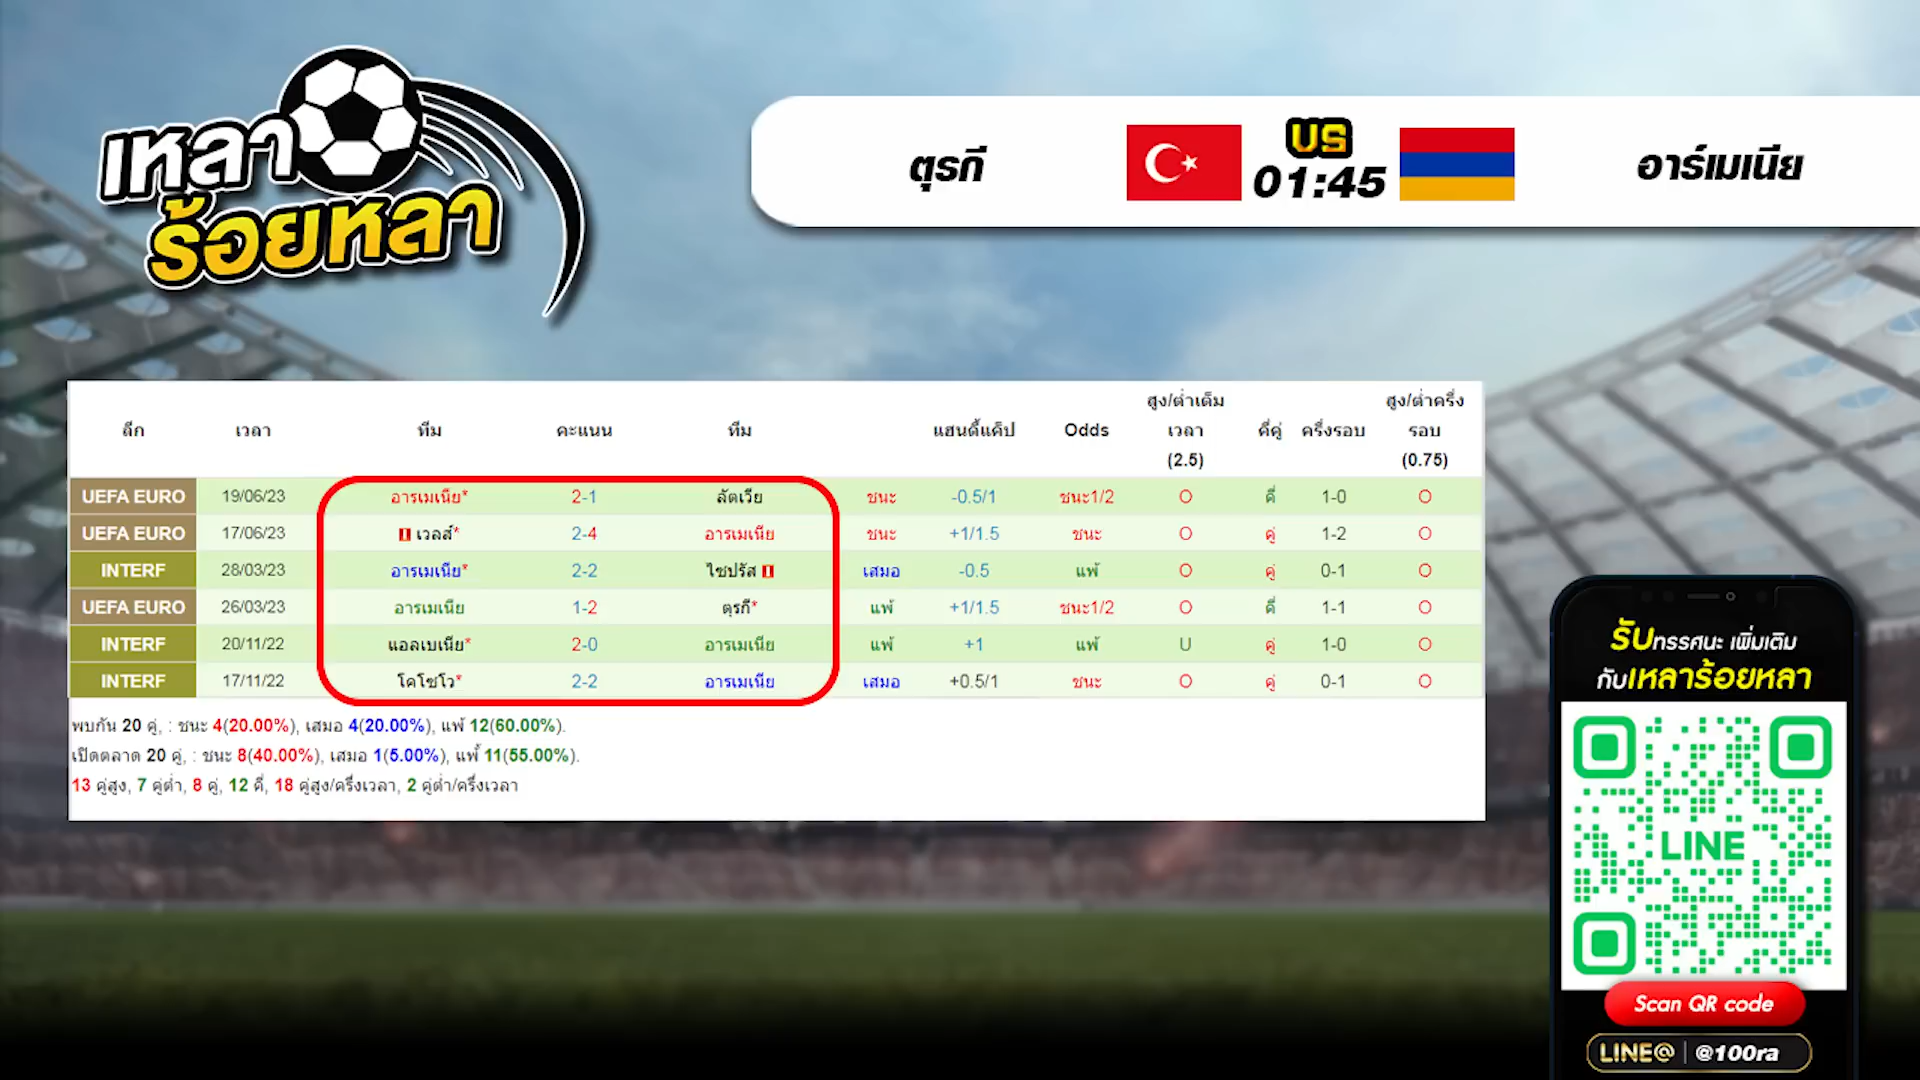 เหลา
ร้อยหลา
ตุรกี
VS
01:45
อาร์เมเนีย
ลีก เวลา ทีม คะแนน ทีม แฮนดี้แค็ป Odds สูง/ต่ำเต็มเวลา (2.5) คี่คู่ ครึ่งรอบ สูง/ต่ำครึ่งรอบ (0.75)
UEFA EURO 19/06/23 อาร์เมเนีย* 2-1 ลัตเวีย ชนะ -0.5/1 ชนะ1/2 O คี่ 1-0 O
UEFA EURO 17/06/23 1 เวลส์* 2-4 อาร์เมเนีย ชนะ +1/1.5 ชนะ O คู่ 1-2 O
INTERF 28/03/23 อาร์เมเนีย* 2-2 ไซปรัส 1 เสมอ -0.5 แพ้ O คู่ 0-1 O
UEFA EURO 26/03/23 อาร์เมเนีย 1-2 ตุรกี* แพ้ +1/1.5 ชนะ1/2 O คี่ 1-1 O
INTERF 20/11/22 แอลเบเนีย* 2-0 อาร์เมเนีย แพ้ +1 แพ้ U คู่ 1-0 O
INTERF 17/11/22 โคโซโว* 2-2 อาร์เมเนีย เสมอ +0.5/1 ชนะ O คู่ 0-1 O
พบกัน 20 คู่, : ชนะ 4(20.00%), เสมอ 4(20.00%), แพ้ 12(60.00%).
เปิดตลาด 20 คู่, : ชนะ 8(40.00%), เสมอ 1(5.00%), แพ้ 11(55.00%).
13 คู่สูง, 7 คู่ต่ำ, 8 คู่, 12 คี่, 18 คู่สูง/ครึ่งเวลา, 2 คู่ต่ำ/ครึ่งเวลา
รับทรรศนะ เพิ่มเติม
กับเหลาร้อยหลา
LINE
Scan QR code
LINE@ | @100ra